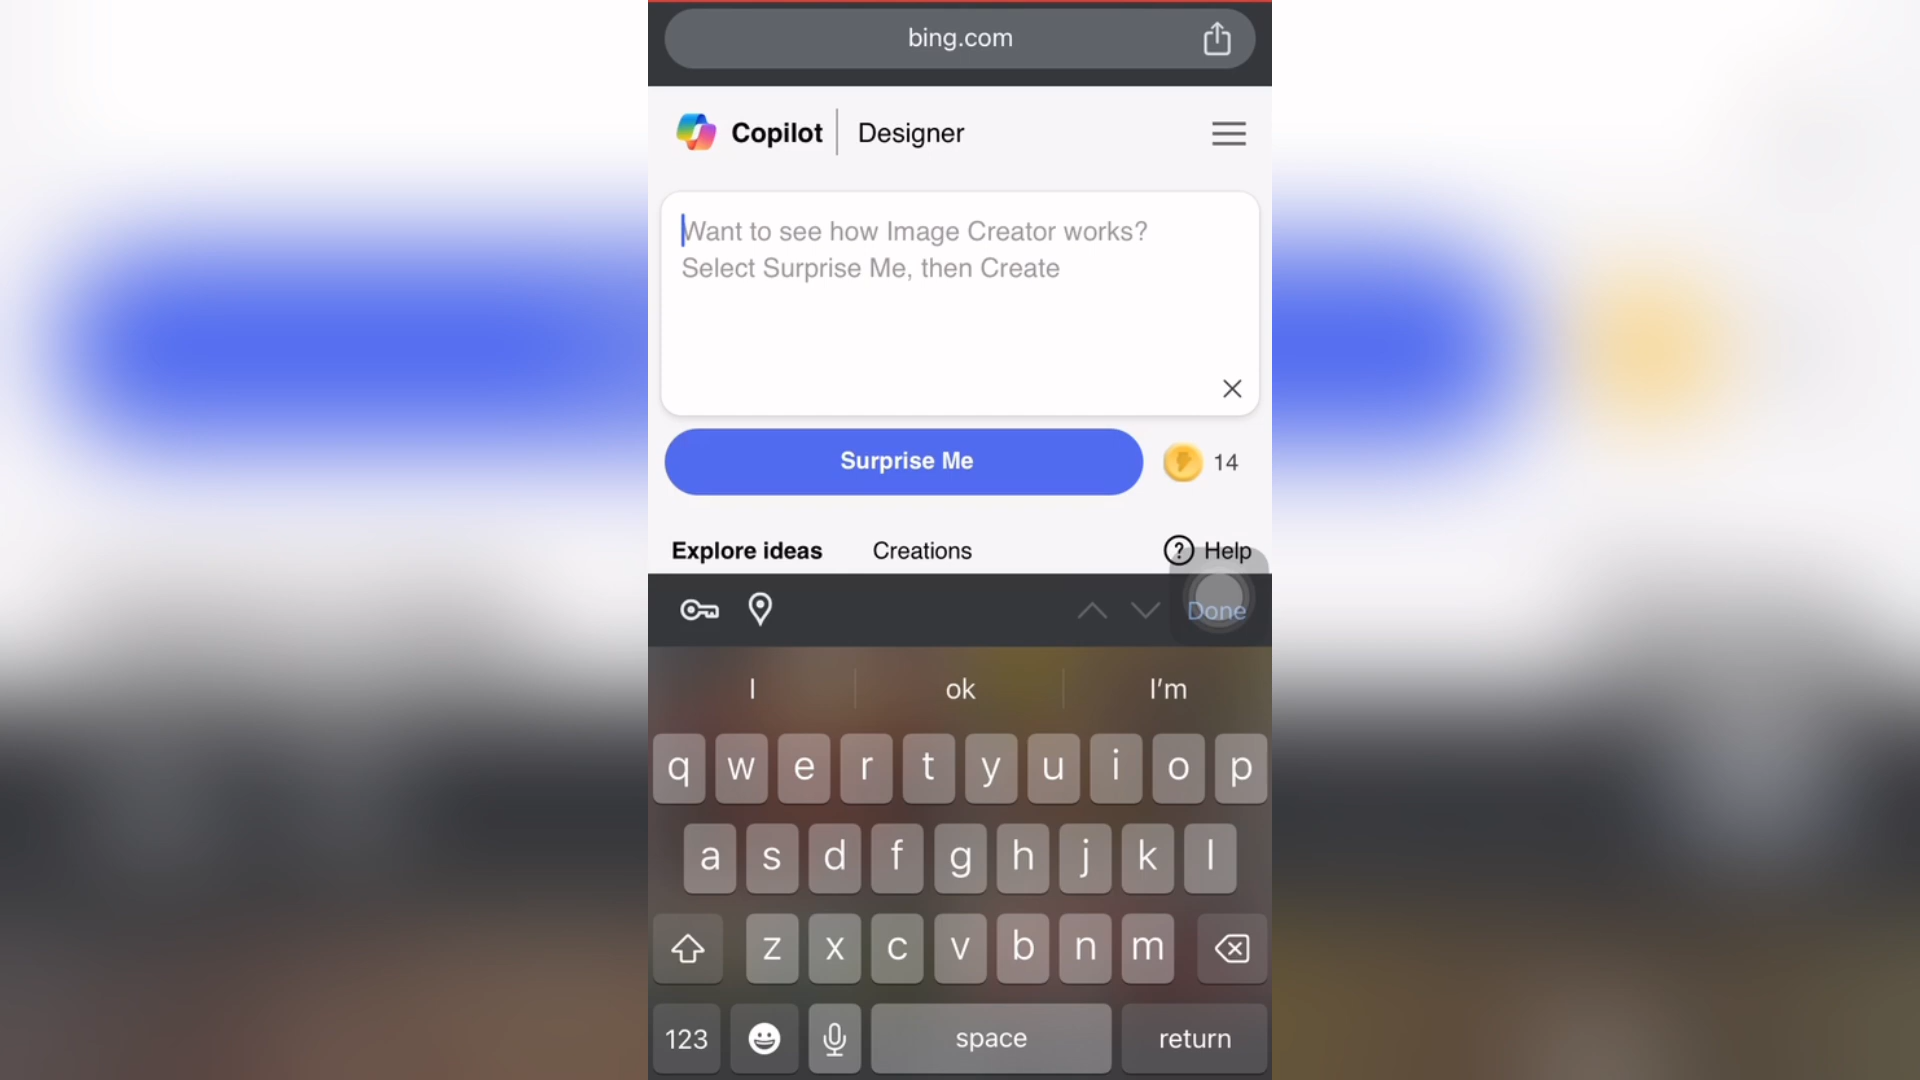 bing.com
Copilot | Designer
Want to see how Image Creator works?
Select Surprise Me, then Create
Surprise Me
14
Explore ideas
Creations
? Help
Done
I
ok
I'm
q w e r t y u i o p
a s d f g h j k l
z x c v b n m
123
space
return